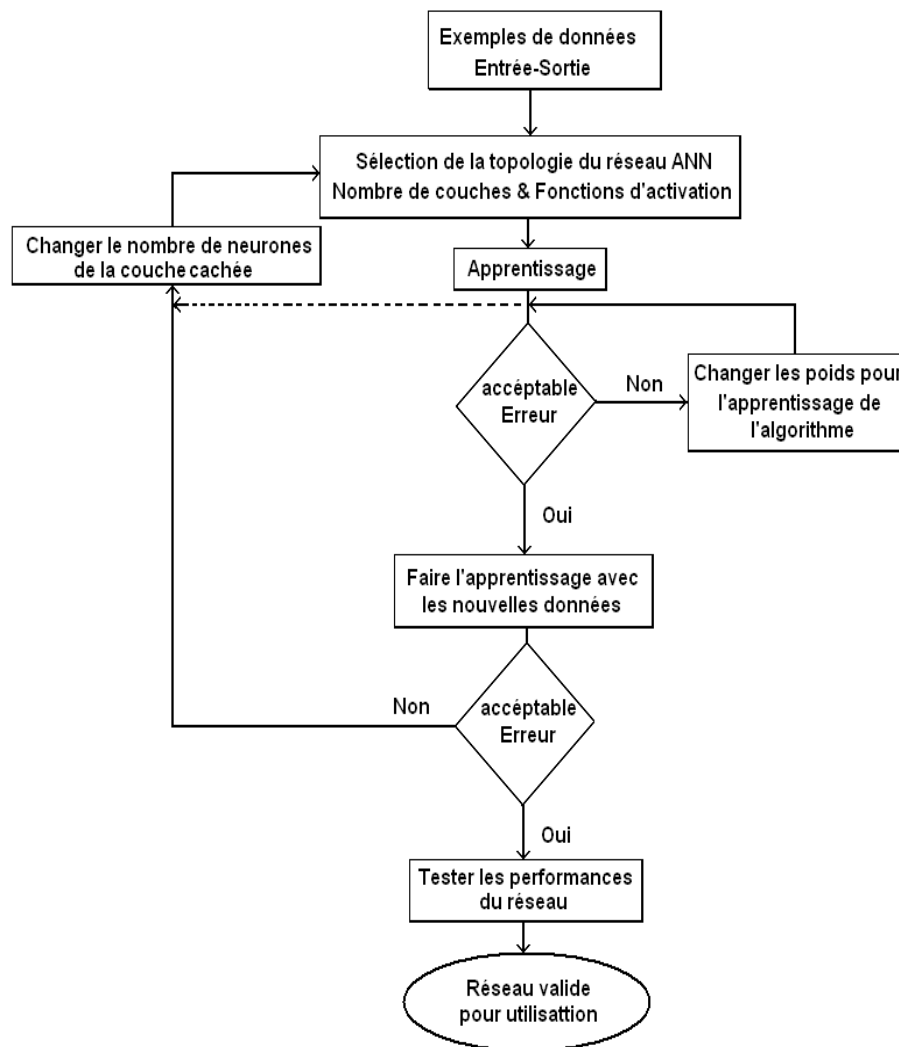 Exemples de données
Entrée-Sortie
Sélection de la topologie du réseau ANN
Nombre de couches & Fonctions d'activation
Changer le nombre de neurones
de la couche cachée
Apprentissage
accéptable
Erreur
Non
Changer les poids pour
l'apprentissage de
l'algorithme
Oui
Faire l'apprentissage avec
les nouvelles données
Non
accéptable
Erreur
Oui
Tester les performances
du réseau
Réseau valide
pour utilisattion